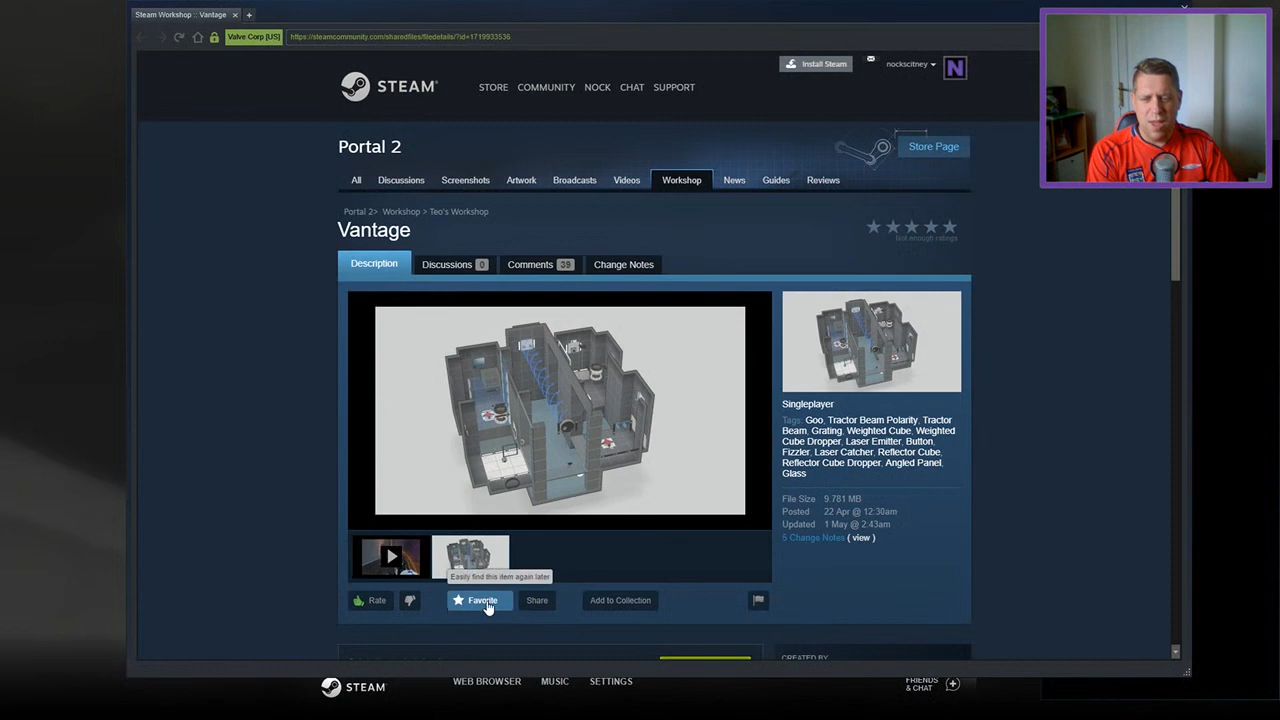 Steam Workshop :: Vantage
Valve Corp [US]
https://steamcommunity.com/sharedfiles/filedetails/?id=1719933536
Install Steam
nockscitney
N
STEAM®
STORE COMMUNITY NOCK CHAT SUPPORT
Portal 2
Store Page
All Discussions Screenshots Artwork Broadcasts Videos Workshop News Guides Reviews
Portal 2> Workshop > Teo's Workshop
Vantage
Not enough ratings
Description Discussions 0 Comments 39 Change Notes
Singleplayer
Tags: Goo, Tractor Beam Polarity, Tractor
Beam, Grating, Weighted Cube, Weighted
Cube Dropper, Laser Emitter, Button,
Fizzler, Laser Catcher, Reflector Cube,
Reflector Cube Dropper, Angled Panel,
Glass
File Size 9.781 MB
Posted 22 Apr @ 12:30am
Updated 1 May @ 2:43am
5 Change Notes ( view )
Easily find this item again later
Rate Favorite Share Add to Collection
CREATED BY
STEAM
WEB BROWSER MUSIC SETTINGS
FRIENDS
& CHAT